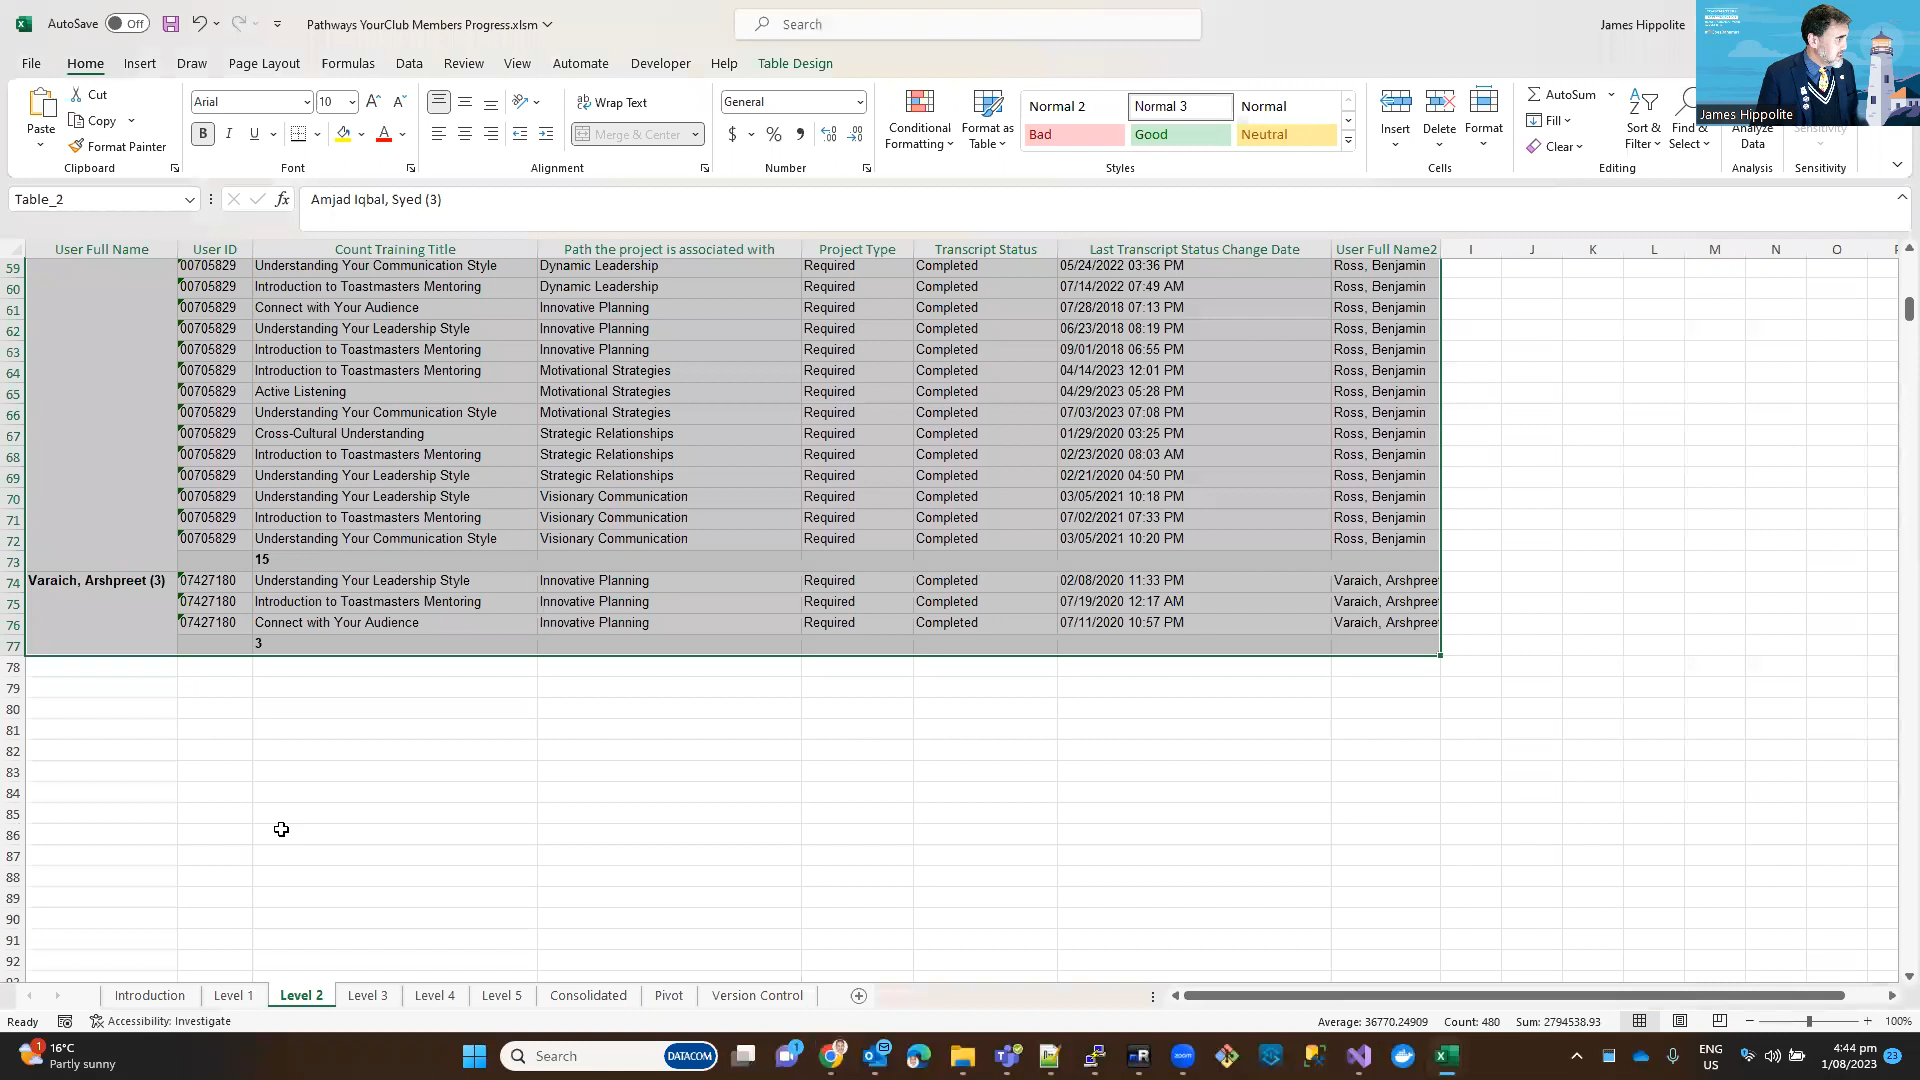 AutoSave Off Pathways YourClub Members Progress.xlsm Search James Hippolite
File Home Insert Draw Page Layout Formulas Data Review View Automate Developer Help Table Design
Paste Cut Copy Format Painter Clipboard
Arial 10 B I U Font
Wrap Text Merge & Center Alignment
General $ % Number
Conditional Formatting Format as Table Normal 2 Normal 3 Normal Bad Good Neutral Styles
Insert Delete Format Cells
AutoSum Fill Clear Sort & Filter Find & Select Editing
Analyze Data Analysis Sensitivity Sensitivity
James Hippolite
Table_2 fx Amjad Iqbal, Syed (3)
User Full Name User ID Count Training Title Path the project is associated with Project Type Transcript Status Last Transcript Status Change Date User Full Name2 I J K L M N O
59 00705829 Understanding Your Communication Style Dynamic Leadership Required Completed 05/24/2022 03:36 PM Ross, Benjamin
60 00705829 Introduction to Toastmasters Mentoring Dynamic Leadership Required Completed 07/14/2022 07:49 AM Ross, Benjamin
61 00705829 Connect with Your Audience Innovative Planning Required Completed 07/28/2018 07:13 PM Ross, Benjamin
62 00705829 Understanding Your Leadership Style Innovative Planning Required Completed 06/23/2018 08:19 PM Ross, Benjamin
63 00705829 Introduction to Toastmasters Mentoring Innovative Planning Required Completed 09/01/2018 06:55 PM Ross, Benjamin
64 00705829 Introduction to Toastmasters Mentoring Motivational Strategies Required Completed 04/14/2023 12:01 PM Ross, Benjamin
65 00705829 Active Listening Motivational Strategies Required Completed 04/29/2023 05:28 PM Ross, Benjamin
66 00705829 Understanding Your Communication Style Motivational Strategies Required Completed 07/03/2023 07:08 PM Ross, Benjamin
67 00705829 Cross-Cultural Understanding Strategic Relationships Required Completed 01/29/2020 03:25 PM Ross, Benjamin
68 00705829 Introduction to Toastmasters Mentoring Strategic Relationships Required Completed 02/23/2020 08:03 AM Ross, Benjamin
69 00705829 Understanding Your Leadership Style Strategic Relationships Required Completed 02/21/2020 04:50 PM Ross, Benjamin
70 00705829 Understanding Your Leadership Style Visionary Communication Required Completed 03/05/2021 10:18 PM Ross, Benjamin
71 00705829 Introduction to Toastmasters Mentoring Visionary Communication Required Completed 07/02/2021 07:33 PM Ross, Benjamin
72 00705829 Understanding Your Communication Style Visionary Communication Required Completed 03/05/2021 10:20 PM Ross, Benjamin
73 15
74 Varaich, Arshpreet (3) 07427180 Understanding Your Leadership Style Innovative Planning Required Completed 02/08/2020 11:33 PM Varaich, Arshpree
75 07427180 Introduction to Toastmasters Mentoring Innovative Planning Required Completed 07/19/2020 12:17 AM Varaich, Arshpree
76 07427180 Connect with Your Audience Innovative Planning Required Completed 07/11/2020 10:57 PM Varaich, Arshpree
77 3
78
79
80
81
82
83
84
85
86
87
88
89
90
91
92
Introduction Level 1 Level 2 Level 3 Level 4 Level 5 Consolidated Pivot Version Control
Ready Accessibility: Investigate Average: 36770.24909 Count: 480 Sum: 2794538.93 100%
1 16°C Partly sunny Search DATACOM ENG US 4:44 pm 1/08/2023 23